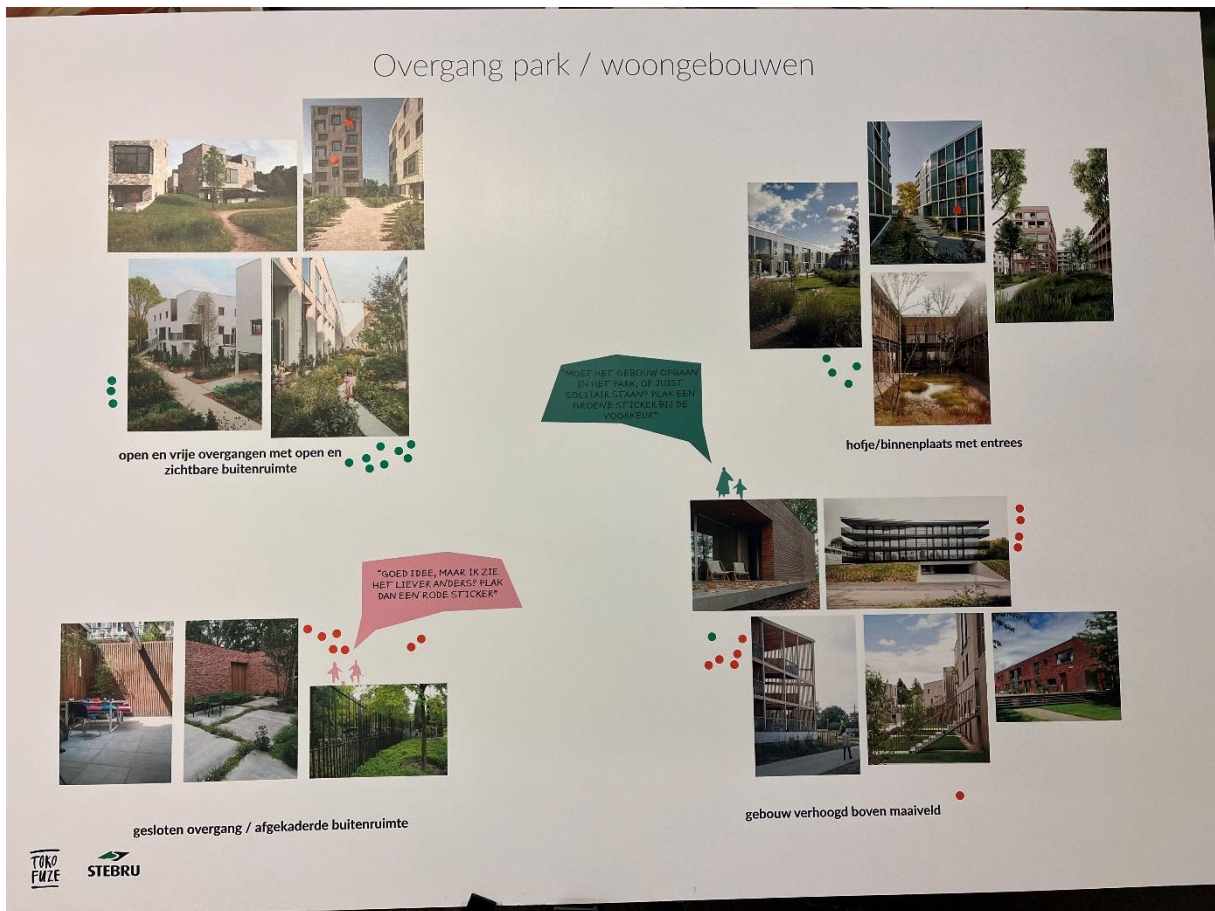 Overgang park / woongebouwen
"MOET HET GEBOUW OPGAAN
IN HET PARK, OF JUIST
SOLITAIR STAAN? PLAK EEN
GROENE STICKER BIJ DE
VOORKEUR"
open en vrije overgangen met open en
zichtbare buitenruimte
hofje/binnenplaats met entrees
"GOED IDEE, MAAR IK ZIE
HET LIEVER ANDERS? PLAK
DAN EEN RODE STICKER"
gesloten overgang / afgekaderde buitenruimte
gebouw verhoogd boven maaiveld
TOKO
FUZE
STEBRU